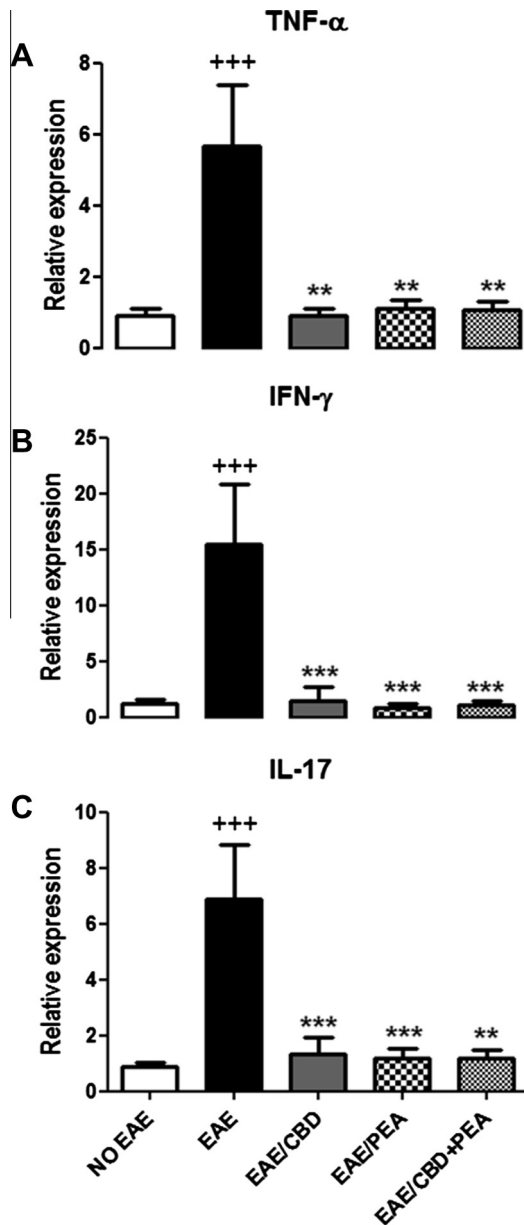 TNF-α
A
Relative expression
8
6
4
2
0
+++
**
**
**
IFN-γ
B
Relative expression
25
20
15
10
5
0
+++
***
***
***
IL-17
C
Relative expression
10
8
6
4
2
0
+++
***
***
**
NO EAE
EAE
EAE/CBD
EAE/PEA
EAE/CBD+PEA